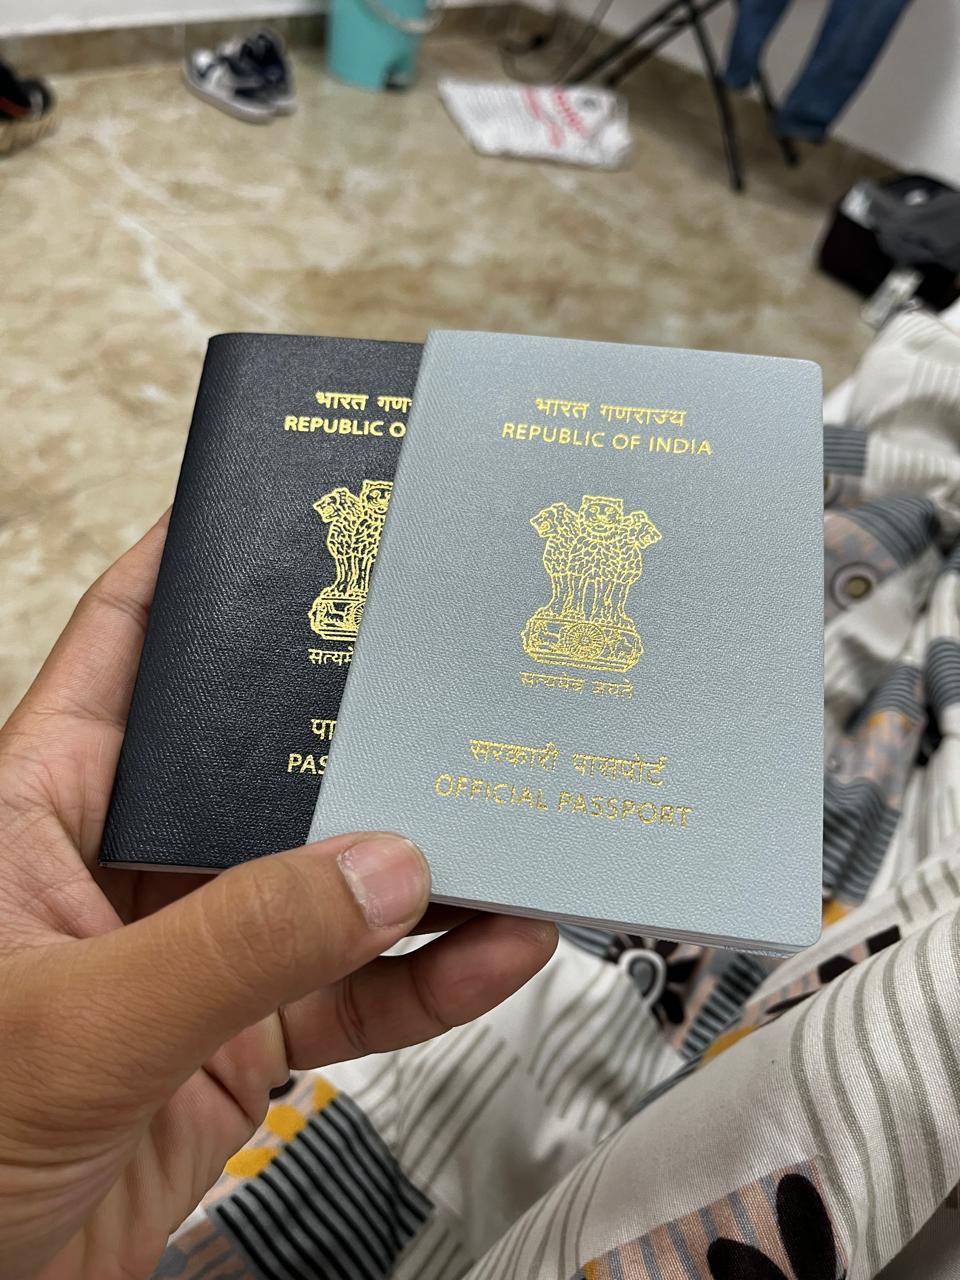 भारत गण
REPUBLIC O
सत्यमे
पा
PAS
भारत गणराज्य
REPUBLIC OF INDIA
सत्यमेव जयते
सरकारी पासपोर्ट
OFFICIAL PASSPORT